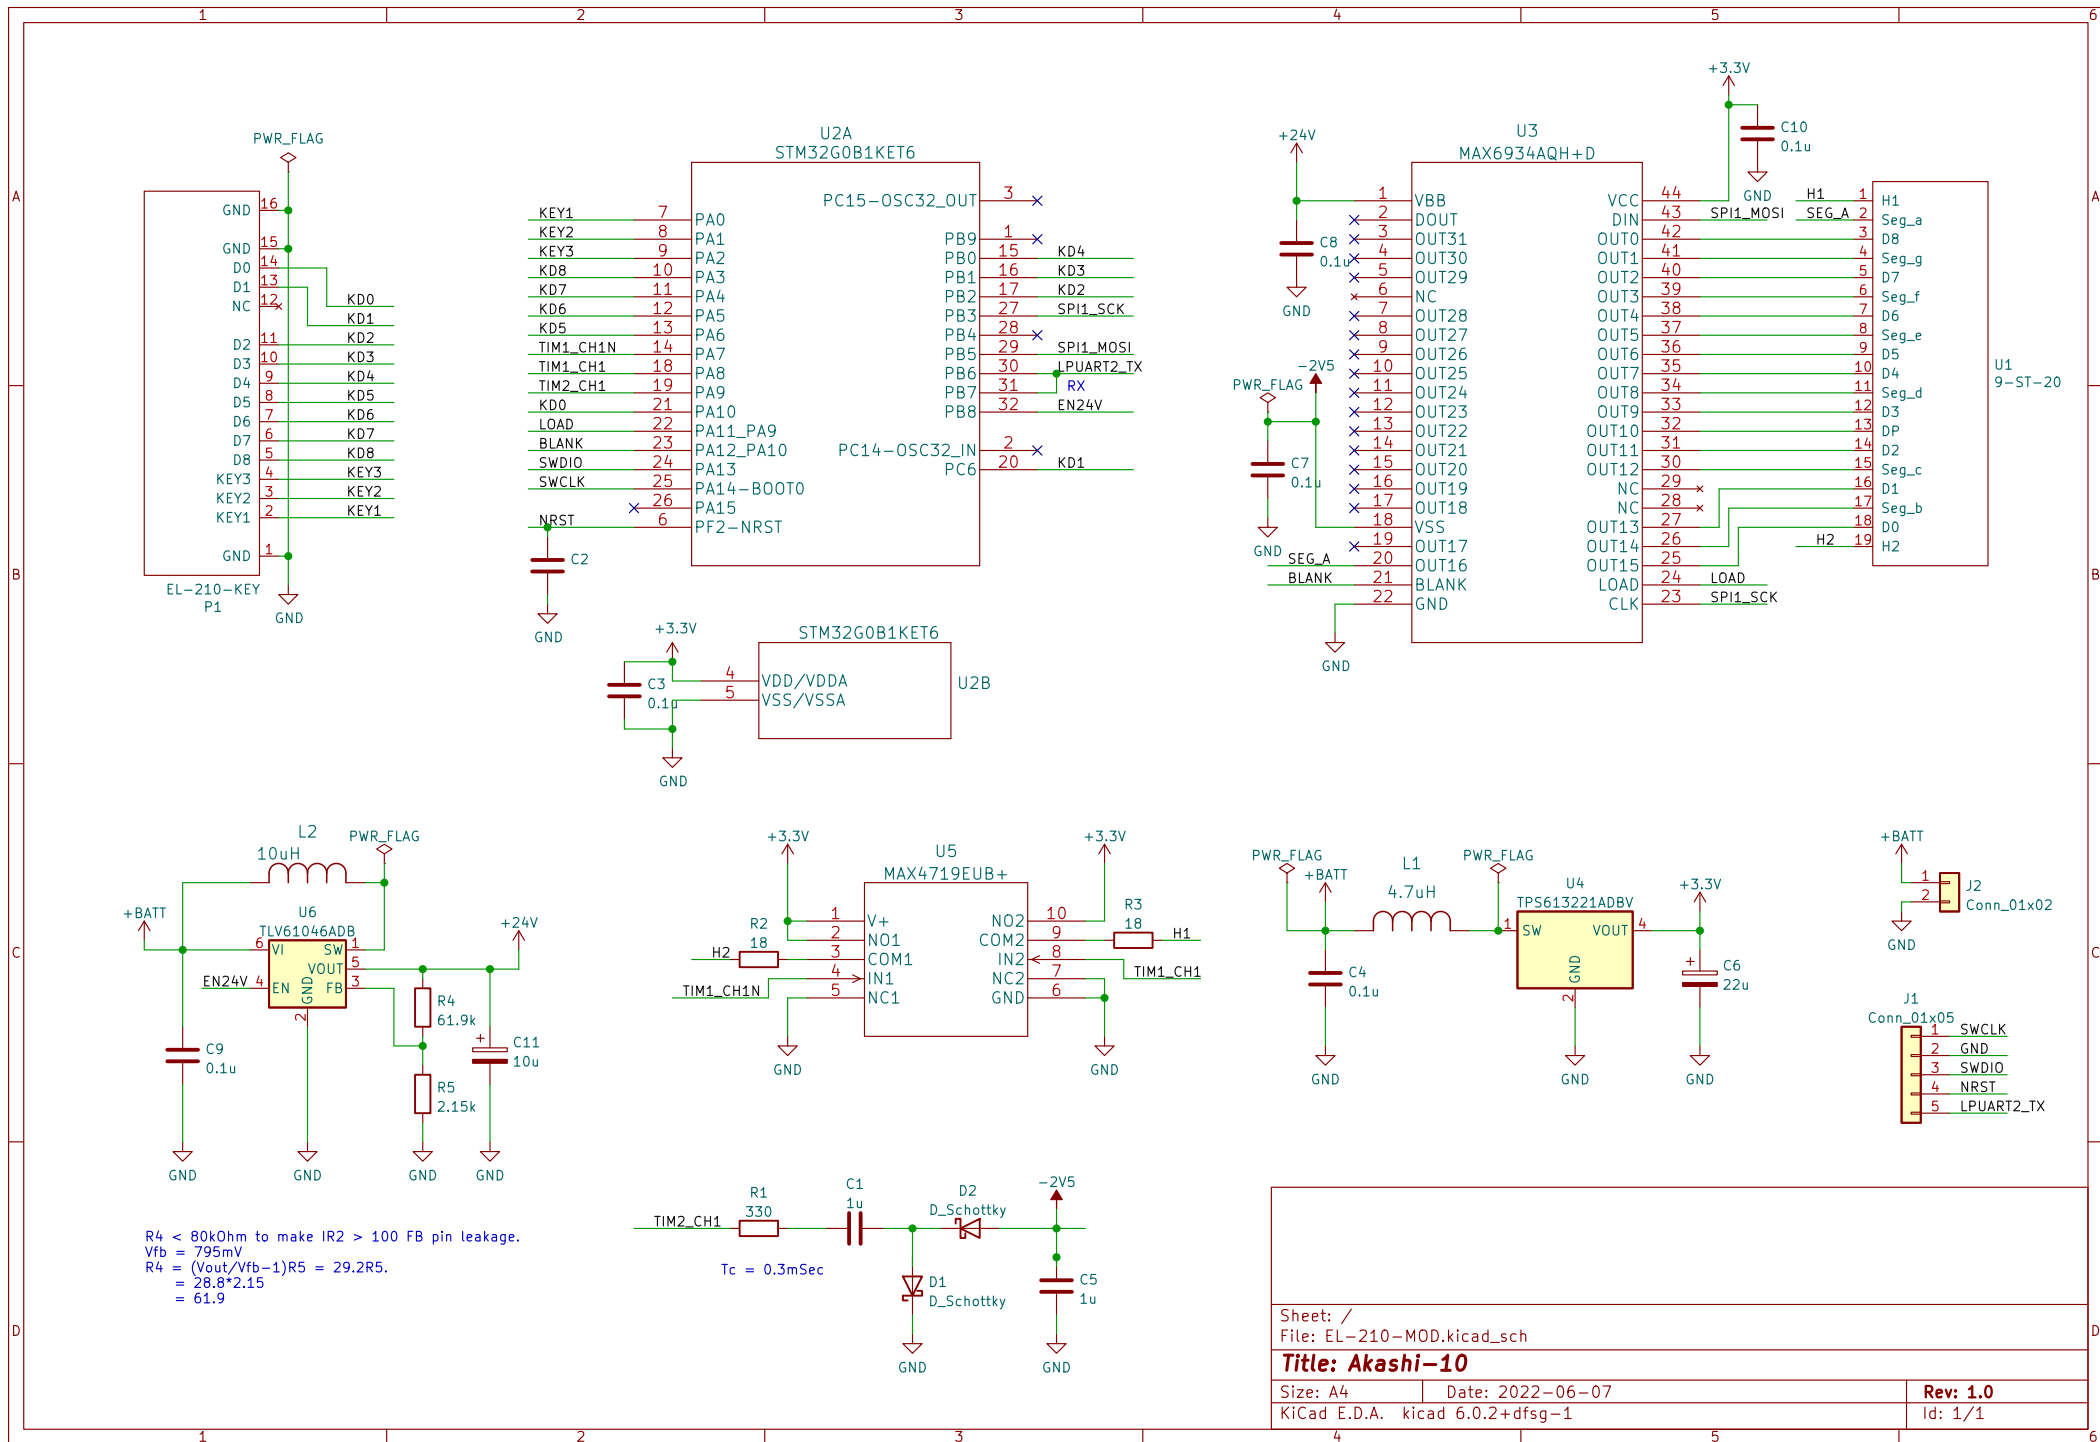 1 2 3 4 5 6
A
B
C
D
PWR_FLAG
16 GND
15 GND
14 D0
13 D1
12 NC
11 D2
10 D3
9 D4
8 D5
7 D6
6 D7
5 D8
4 KEY3
3 KEY2
2 KEY1
1 GND
KD0
KD1
KD2
KD3
KD4
KD5
KD6
KD7
KD8
KEY3
KEY2
KEY1
EL-210-KEY
P1
GND
U2A
STM32G0B1KET6
KEY1 7 PA0
KEY2 8 PA1
KEY3 9 PA2
KD8 10 PA3
KD7 11 PA4
KD6 12 PA5
KD5 13 PA6
TIM1_CH1N 14 PA7
TIM1_CH1 18 PA8
TIM2_CH1 19 PA9
KD0 21 PA10
LOAD 22 PA11_PA9
BLANK 23 PA12_PA10
SWDIO 24 PA13
SWCLK 25 PA14-BOOT0
26 PA15
NRST 6 PF2-NRST
PC15-OSC32_OUT 3
PB9 1
PB0 15 KD4
PB1 16 KD3
PB2 17 KD2
PB3 27 SPI1_SCK
PB4 28
PB5 29 SPI1_MOSI
PB6 30 LPUART2_TX
PB7 31 RX
PB8 32 EN24V
PC14-OSC32_IN 2
PC6 20 KD1
C2
GND
+3.3V
STM32G0B1KET6
C3
0.1u
4 VDD/VDDA
5 VSS/VSSA
U2B
GND
+24V
C8
0.1u
GND
PWR_FLAG
-2V5
C7
0.1u
GND
U3
MAX6934AQH+D
1 VBB
2 DOUT
3 OUT31
4 OUT30
5 OUT29
6 NC
7 OUT28
8 OUT27
9 OUT26
10 OUT25
11 OUT24
12 OUT23
13 OUT22
14 OUT21
15 OUT20
16 OUT19
17 OUT18
18 VSS
19 OUT17
SEG_A 20 OUT16
BLANK 21 BLANK
22 GND
GND
VCC 44
DIN 43 SPI1_MOSI
OUT0 42
OUT1 41
OUT2 40
OUT3 39
OUT4 38
OUT5 37
OUT6 36
OUT7 35
OUT8 34
OUT9 33
OUT10 32
OUT11 31
OUT12 30
NC 29
NC 28
OUT13 27
OUT14 26
OUT15 25
LOAD 24 LOAD
CLK 23 SPI1_SCK
+3.3V
C10
0.1u
GND
H1 1 H1
SEG_A 2 Seg_a
3 D8
4 Seg_g
5 D7
6 Seg_f
7 D6
8 Seg_e
9 D5
10 D4
11 Seg_d
12 D3
13 DP
14 D2
15 Seg_c
16 D1
17 Seg_b
18 D0
H2 19 H2
U1
9-ST-20
L2
10uH
PWR_FLAG
+BATT
U6
TLV61046ADB
+24V
6 VI
SW 1
VOUT 5
EN24V 4 EN
GND
2
FB 3
R4
61.9k
R5
2.15k
C11
10u
C9
0.1u
GND GND GND GND
R4 < 80kOhm to make IR2 > 100 FB pin leakage.
Vfb = 795mV
R4 = (Vout/Vfb-1)R5 = 29.2R5.
= 28.8*2.15
= 61.9
+3.3V
U5
MAX4719EUB+
+3.3V
1 V+
2 NO1
3 COM1
4 IN1
5 NC1
NO2 10
COM2 9
IN2 8
NC2 7
GND 6
R2
18
H2
TIM1_CH1N
R3
18
H1
TIM1_CH1
GND
GND
TIM2_CH1
R1
330
C1
1u
D2
D_Schottky
-2V5
Tc = 0.3mSec
D1
D_Schottky
C5
1u
GND
GND
PWR_FLAG
+BATT
L1
4.7uH
PWR_FLAG
U4
TPS613221ADBV
+3.3V
1 SW
VOUT 4
GND
2
C4
0.1u
C6
22u
GND
GND
GND
+BATT
1
2
J2
Conn_01x02
GND
J1
Conn_01x05
1 SWCLK
2 GND
3 SWDIO
4 NRST
5 LPUART2_TX
Sheet: /
File: EL-210-MOD.kicad_sch
Title: Akashi-10
Size: A4 Date: 2022-06-07 Rev: 1.0
KiCad E.D.A. kicad 6.0.2+dfsg-1 Id: 1/1
A
B
C
D
1 2 3 4 5 6